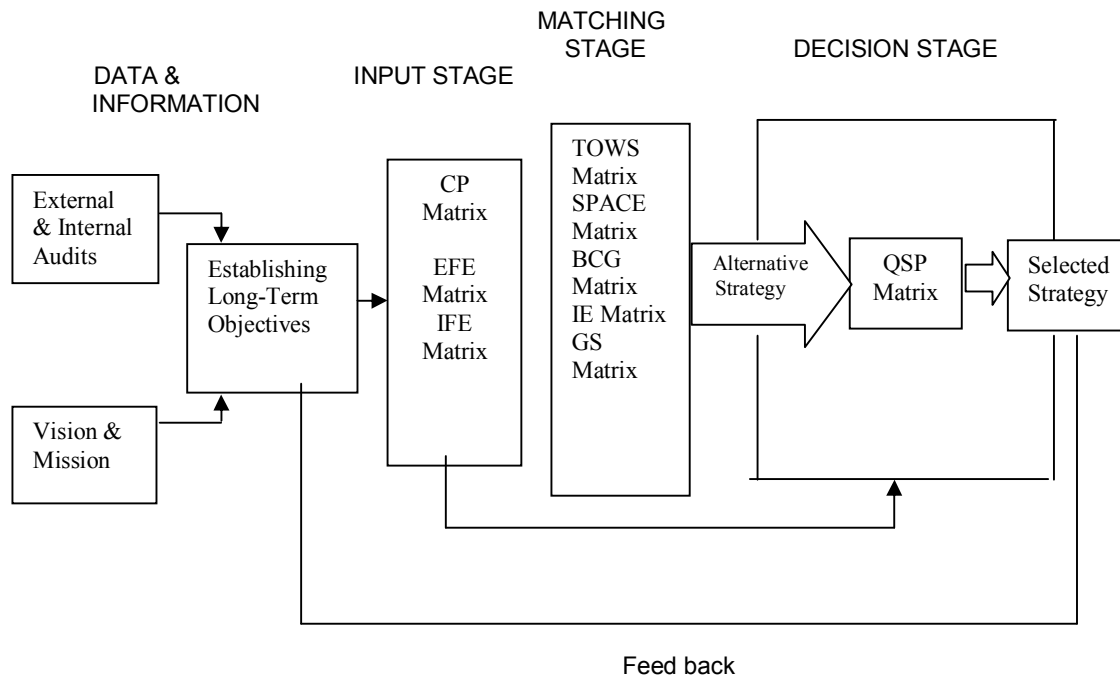 DATA &
INFORMATION
INPUT STAGE
MATCHING
STAGE
DECISION STAGE
External
& Internal
Audits
Vision &
Mission
Establishing
Long-Term
Objectives
CP
Matrix
EFE
Matrix
IFE
Matrix
TOWS
Matrix
SPACE
Matrix
BCG
Matrix
IE Matrix
GS
Matrix
Alternative
Strategy
QSP
Matrix
Selected
Strategy
Feed back